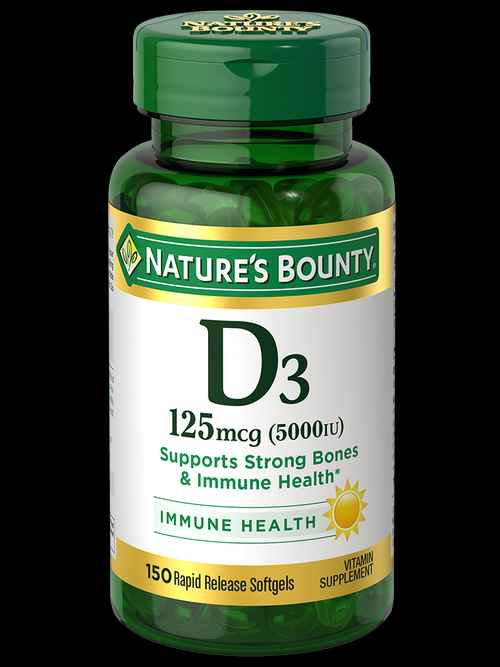 NATURE'S
BOUNTY
NATURE'S BOUNTY®
D3
125mcg (5000IU)
Supports Strong Bones
& Immune Health*
IMMUNE HEALTH
150 Rapid Release Softgels
VITAMIN
SUPPLEMENT